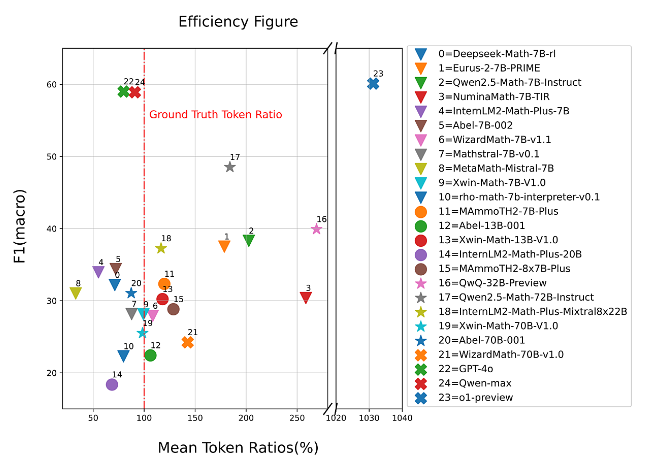 Efficiency Figure
F1(macro)
60
50
40
30
20
22
24
23
Ground Truth Token Ratio
17
16
18
1
2
4
5
0
20
8
11
13
3
7
9
6
15
19
21
10
12
14
20
50
100
150
200
250
1020
1030
1040
Mean Token Ratios(%)
0=Deepseek-Math-7B-rl
1=Eurus-2-7B-PRIME
2=Qwen2.5-Math-7B-Instruct
3=NuminaMath-7B-TIR
4=InternLM2-Math-Plus-7B
5=Abel-7B-002
6=WizardMath-7B-v1.1
7=Mathstral-7B-v0.1
8=MetaMath-Mistral-7B
9=Xwin-Math-7B-V1.0
10=rho-math-7b-interpreter-v0.1
11=MAmmoTH2-7B-Plus
12=Abel-13B-001
13=Xwin-Math-13B-V1.0
14=InternLM2-Math-Plus-20B
15=MAmmoTH2-8x7B-Plus
16=QwQ-32B-Preview
17=Qwen2.5-Math-72B-Instruct
18=InternLM2-Math-Plus-Mixtral8x22B
19=Xwin-Math-70B-V1.0
20=Abel-70B-001
21=WizardMath-70B-v1.0
22=GPT-4o
24=Qwen-max
23=o1-preview